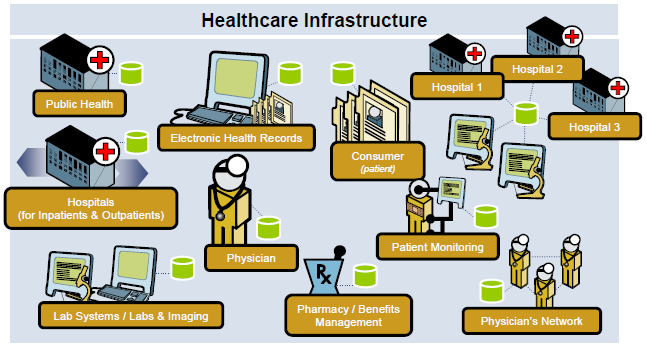 Healthcare Infrastructure
Public Health
Electronic Health Records
Consumer
(patient)
Hospital 1
Hospital 2
Hospital 3
Hospitals
(for Inpatients & Outpatients)
Physician
Patient Monitoring
Lab Systems / Labs & Imaging
Rx
Pharmacy / Benefits
Management
Physician's Network